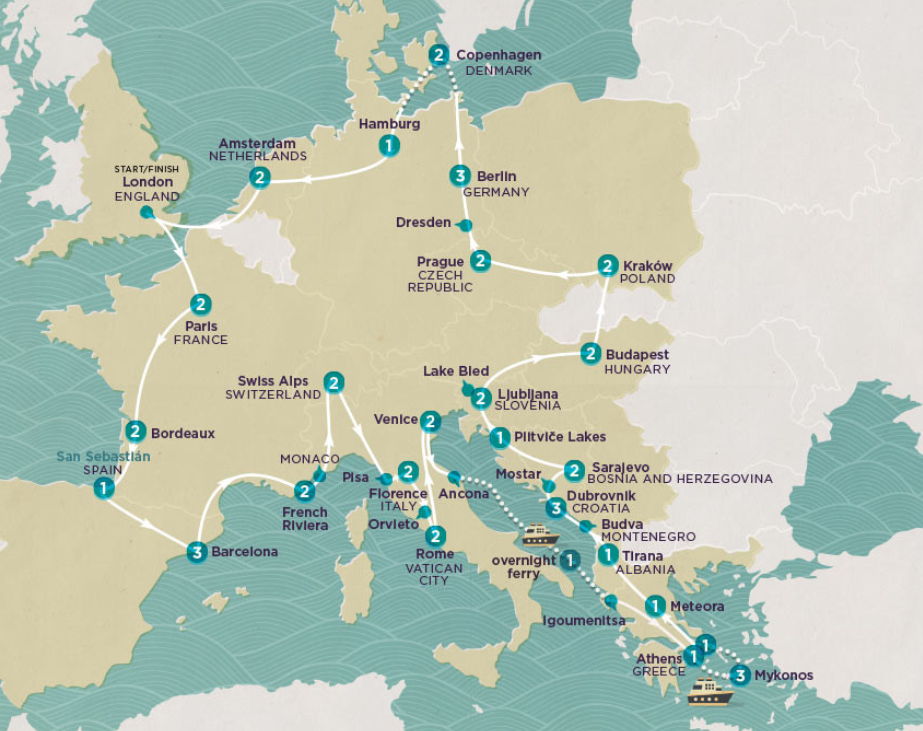 2
Copenhagen
DENMARK
Hamburg
1
Amsterdam
NETHERLANDS
2
START/FINISH
London
ENGLAND
3
Berlin
GERMANY
Dresden
Prague
CZECH
REPUBLIC
2
2
Kraków
POLAND
2
Paris
FRANCE
2
Budapest
HUNGARY
Lake Bled
2
Ljubljana
SLOVENIA
Swiss Alps
SWITZERLAND
2
Venice
2
1
Plitviče Lakes
2
Bordeaux
San Sebastián
SPAIN
1
MONACO
2
French
Riviera
Pisa
2
Florence
ITALY
Ancona
Mostar
2
Sarajevo
BOSNIA AND HERZEGOVINA
3
Dubrovnik
CROATIA
Orvieto
Budva
MONTENEGRO
3
Barcelona
2
Rome
VATICAN
CITY
overnight
ferry
1
1
Tirana
ALBANIA
Igoumenitsa
1
Meteora
1
Athens
GREECE
1
3
Mykonos